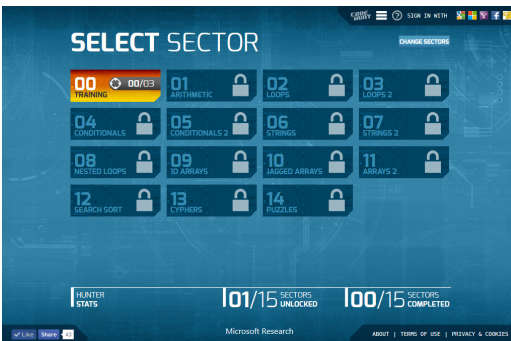 CODE HUNT
? SIGN IN WITH
SELECT SECTOR
CHANGE SECTORS
00 00/03
TRAINING
01
ARITHMETIC
02
LOOPS
03
LOOPS 2
04
CONDITIONALS
05
CONDITIONALS 2
06
STRINGS
07
STRINGS 2
08
NESTED LOOPS
09
1D ARRAYS
10
JAGGED ARRAYS
11
ARRAYS 2
12
SEARCH SORT
13
CYPHERS
14
PUZZLES
HUNTER
STATS
01/15 SECTORS
UNLOCKED
00/15 SECTORS
COMPLETED
Like Share
Microsoft Research
ABOUT | TERMS OF USE | PRIVACY & COOKIES